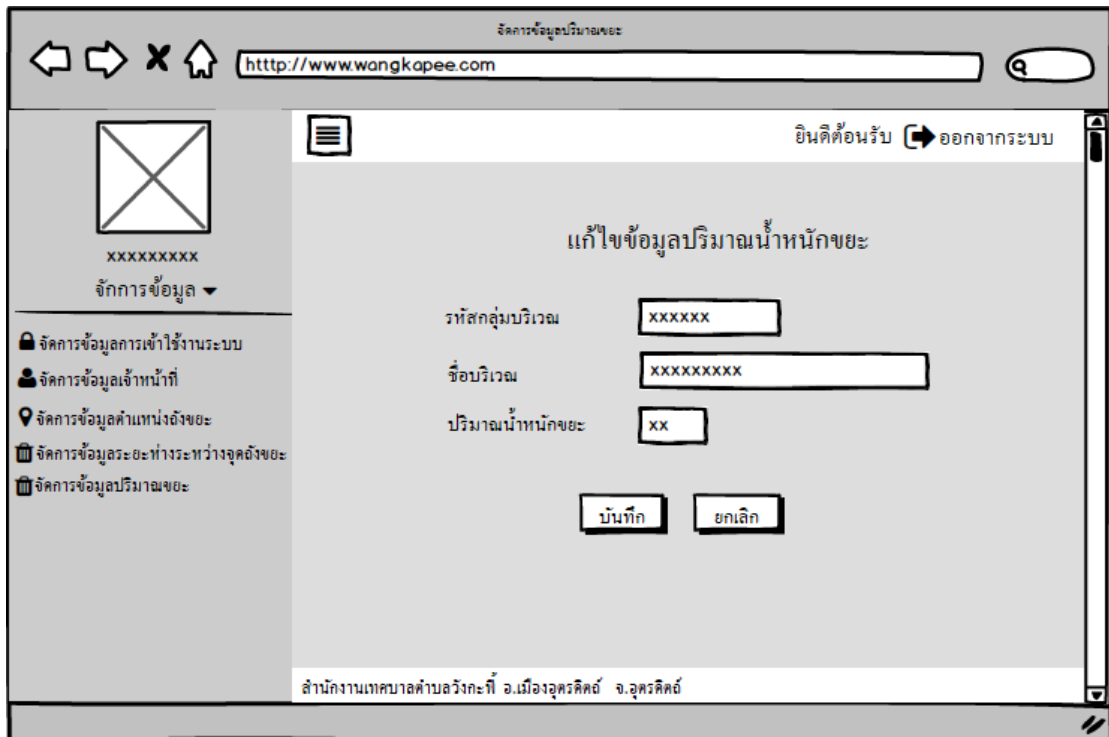 จัดการข้อมูลปริมาณขยะ
htttp://www.wangkapee.com
ยินดีต้อนรับ ออกจากระบบ
xxxxxxxxx
จักการข้อมูล
จัดการข้อมูลการเข้าใช้งานระบบ
จัดการข้อมูลเจ้าหน้าที่
จัดการข้อมูลตำแหน่งถังขยะ
จัดการข้อมูลระยะห่างระหว่างจุดถังขยะ
จัดการข้อมูลปริมาณขยะ
แก้ไขข้อมูลปริมาณน้ำหนักขยะ
รหัสกลุ่มบริเวณ xxxxxx
ชื่อบริเวณ xxxxxxxxx
ปริมาณน้ำหนักขยะ xx
บันทึก ยกเลิก
สำนักงานเทศบาลตำบลวังกะพี้ อ.เมืองอุตรดิตถ์ จ.อุตรดิตถ์